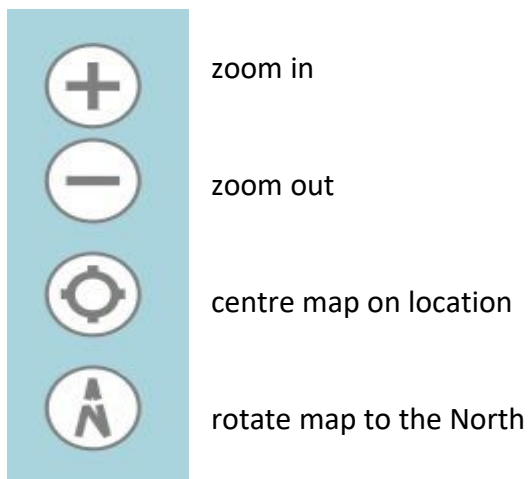 zoom in
zoom out
centre map on location
N
rotate map to the North